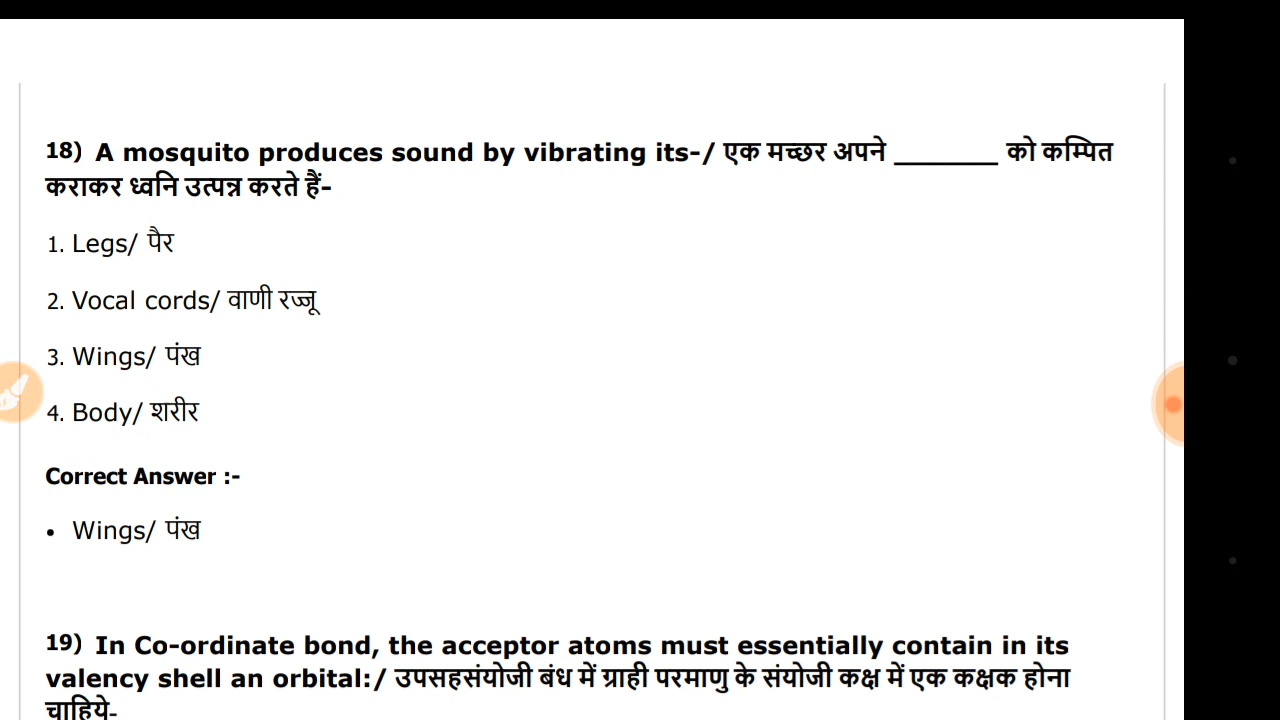 18) A mosquito produces sound by vibrating its-/ एक मच्छर अपने ________ को कम्पित
कराकर ध्वनि उत्पन्न करते हैं-
1. Legs/ पैर
2. Vocal cords/ वाणी रज्जू
3. Wings/ पंख
4. Body/ शरीर
Correct Answer :-
• Wings/ पंख
19) In Co-ordinate bond, the acceptor atoms must essentially contain in its
valency shell an orbital:/ उपसहसंयोजी बंध में ग्राही परमाणु के संयोजी कक्ष में एक कक्षक होना
चाहिये-